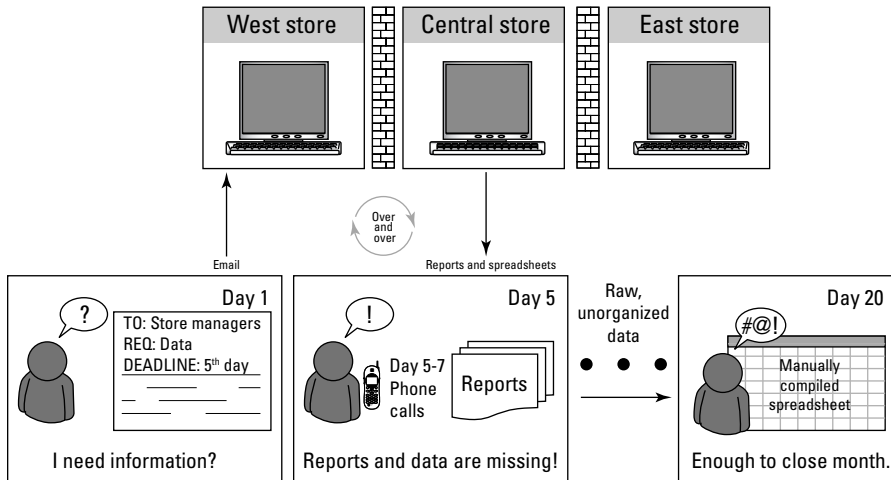 West store
Central store
East store
Over
and
over
Email
Reports and spreadsheets
Day 1
?
TO: Store managers
REQ: Data
DEADLINE: 5th day
I need information?
Day 5
!
Day 5-7
Phone
calls
Reports
Reports and data are missing!
Raw,
unorganized
data
Day 20
#@!
Manually
compiled
spreadsheet
Enough to close month.